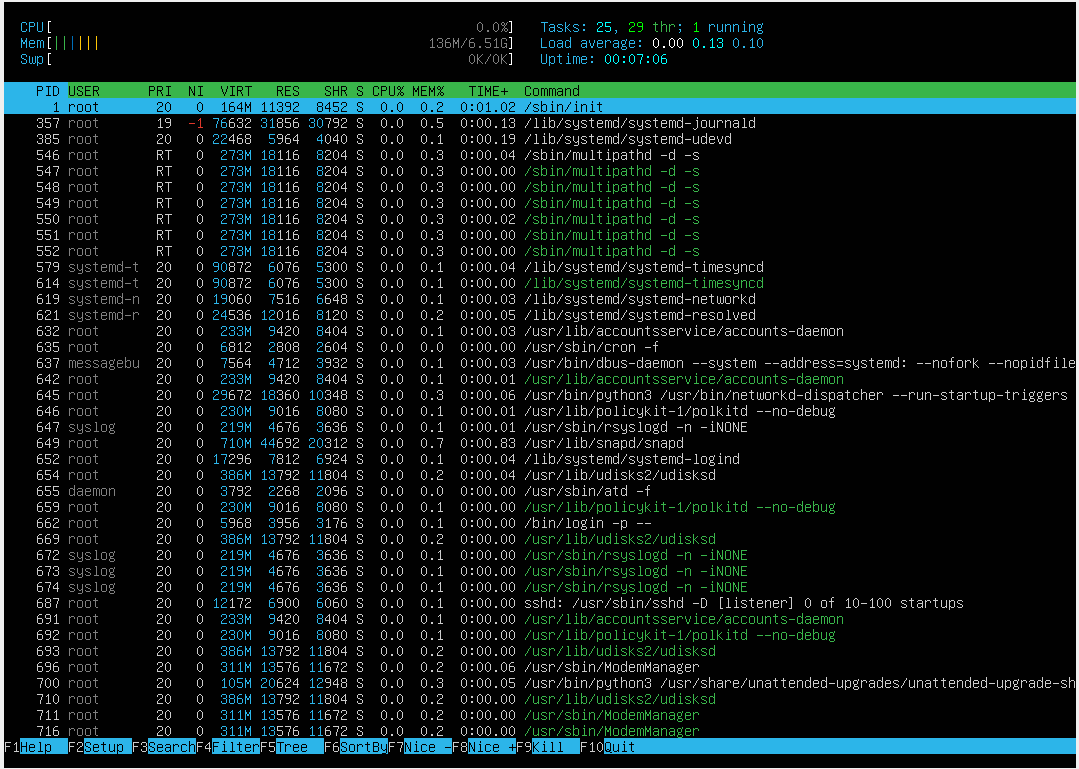 CPU[ 0.0%] Tasks: 25, 29 thr; 1 running
Mem[|||||| 136M/6.51G] Load average: 0.00 0.13 0.10
Swp[ 0K/0K] Uptime: 00:07:06
PID USER PRI NI VIRT RES SHR S CPU% MEM% TIME+ Command
1 root 20 0 164M 11392 8452 S 0.0 0.2 0:01.02 /sbin/init
357 root 19 -1 76632 31856 30792 S 0.0 0.5 0:00.13 /lib/systemd/systemd-journald
385 root 20 0 22468 5964 4040 S 0.0 0.1 0:00.19 /lib/systemd/systemd-udevd
546 root RT 0 273M 18116 8204 S 0.0 0.3 0:00.04 /sbin/multipathd -d -s
547 root RT 0 273M 18116 8204 S 0.0 0.3 0:00.00 /sbin/multipathd -d -s
548 root RT 0 273M 18116 8204 S 0.0 0.3 0:00.00 /sbin/multipathd -d -s
549 root RT 0 273M 18116 8204 S 0.0 0.3 0:00.00 /sbin/multipathd -d -s
550 root RT 0 273M 18116 8204 S 0.0 0.3 0:00.02 /sbin/multipathd -d -s
551 root RT 0 273M 18116 8204 S 0.0 0.3 0:00.00 /sbin/multipathd -d -s
552 root RT 0 273M 18116 8204 S 0.0 0.3 0:00.00 /sbin/multipathd -d -s
579 systemd-t 20 0 90872 6076 5300 S 0.0 0.1 0:00.04 /lib/systemd/systemd-timesyncd
614 systemd-t 20 0 90872 6076 5300 S 0.0 0.1 0:00.00 /lib/systemd/systemd-timesyncd
619 systemd-n 20 0 19060 7516 6648 S 0.0 0.1 0:00.03 /lib/systemd/systemd-networkd
621 systemd-r 20 0 24536 12016 8120 S 0.0 0.2 0:00.05 /lib/systemd/systemd-resolved
632 root 20 0 233M 9420 8404 S 0.0 0.1 0:00.03 /usr/lib/accountsservice/accounts-daemon
635 root 20 0 6812 2808 2604 S 0.0 0.0 0:00.00 /usr/sbin/cron -f
637 messagebu 20 0 7564 4712 3932 S 0.0 0.1 0:00.03 /usr/bin/dbus-daemon --system --address=systemd: --nofork --nopidfile
642 root 20 0 233M 9420 8404 S 0.0 0.1 0:00.01 /usr/lib/accountsservice/accounts-daemon
645 root 20 0 29672 18360 10348 S 0.0 0.3 0:00.06 /usr/bin/python3 /usr/bin/networkd-dispatcher --run-startup-triggers
646 root 20 0 230M 9016 8080 S 0.0 0.1 0:00.01 /usr/lib/policykit-1/polkitd --no-debug
647 syslog 20 0 219M 4676 3636 S 0.0 0.1 0:00.01 /usr/sbin/rsyslogd -n -iNONE
649 root 20 0 710M 44692 20312 S 0.0 0.7 0:00.83 /usr/lib/snapd/snapd
652 root 20 0 17296 7812 6924 S 0.0 0.1 0:00.04 /lib/systemd/systemd-logind
654 root 20 0 386M 13792 11804 S 0.0 0.2 0:00.04 /usr/lib/udisks2/udisksd
655 daemon 20 0 3792 2268 2096 S 0.0 0.0 0:00.00 /usr/sbin/atd -f
659 root 20 0 230M 9016 8080 S 0.0 0.1 0:00.00 /usr/lib/policykit-1/polkitd --no-debug
662 root 20 0 5968 3956 3176 S 0.0 0.1 0:00.00 /bin/login -p --
669 root 20 0 386M 13792 11804 S 0.0 0.2 0:00.00 /usr/lib/udisks2/udisksd
672 syslog 20 0 219M 4676 3636 S 0.0 0.1 0:00.00 /usr/sbin/rsyslogd -n -iNONE
673 syslog 20 0 219M 4676 3636 S 0.0 0.1 0:00.00 /usr/sbin/rsyslogd -n -iNONE
674 syslog 20 0 219M 4676 3636 S 0.0 0.1 0:00.00 /usr/sbin/rsyslogd -n -iNONE
687 root 20 0 12172 6900 6060 S 0.0 0.1 0:00.00 sshd: /usr/sbin/sshd -D [listener] 0 of 10-100 startups
691 root 20 0 233M 9420 8404 S 0.0 0.1 0:00.00 /usr/lib/accountsservice/accounts-daemon
692 root 20 0 230M 9016 8080 S 0.0 0.1 0:00.00 /usr/lib/policykit-1/polkitd --no-debug
693 root 20 0 386M 13792 11804 S 0.0 0.2 0:00.00 /usr/lib/udisks2/udisksd
696 root 20 0 311M 13576 11672 S 0.0 0.2 0:00.06 /usr/sbin/ModemManager
700 root 20 0 105M 20624 12948 S 0.0 0.3 0:00.05 /usr/bin/python3 /usr/share/unattended-upgrades/unattended-upgrade-sh
710 root 20 0 386M 13792 11804 S 0.0 0.2 0:00.00 /usr/lib/udisks2/udisksd
711 root 20 0 311M 13576 11672 S 0.0 0.2 0:00.00 /usr/sbin/ModemManager
716 root 20 0 311M 13576 11672 S 0.0 0.2 0:00.00 /usr/sbin/ModemManager
F1Help F2Setup F3SearchF4FilterF5Tree F6SortByF7Nice -F8Nice +F9Kill F10Quit